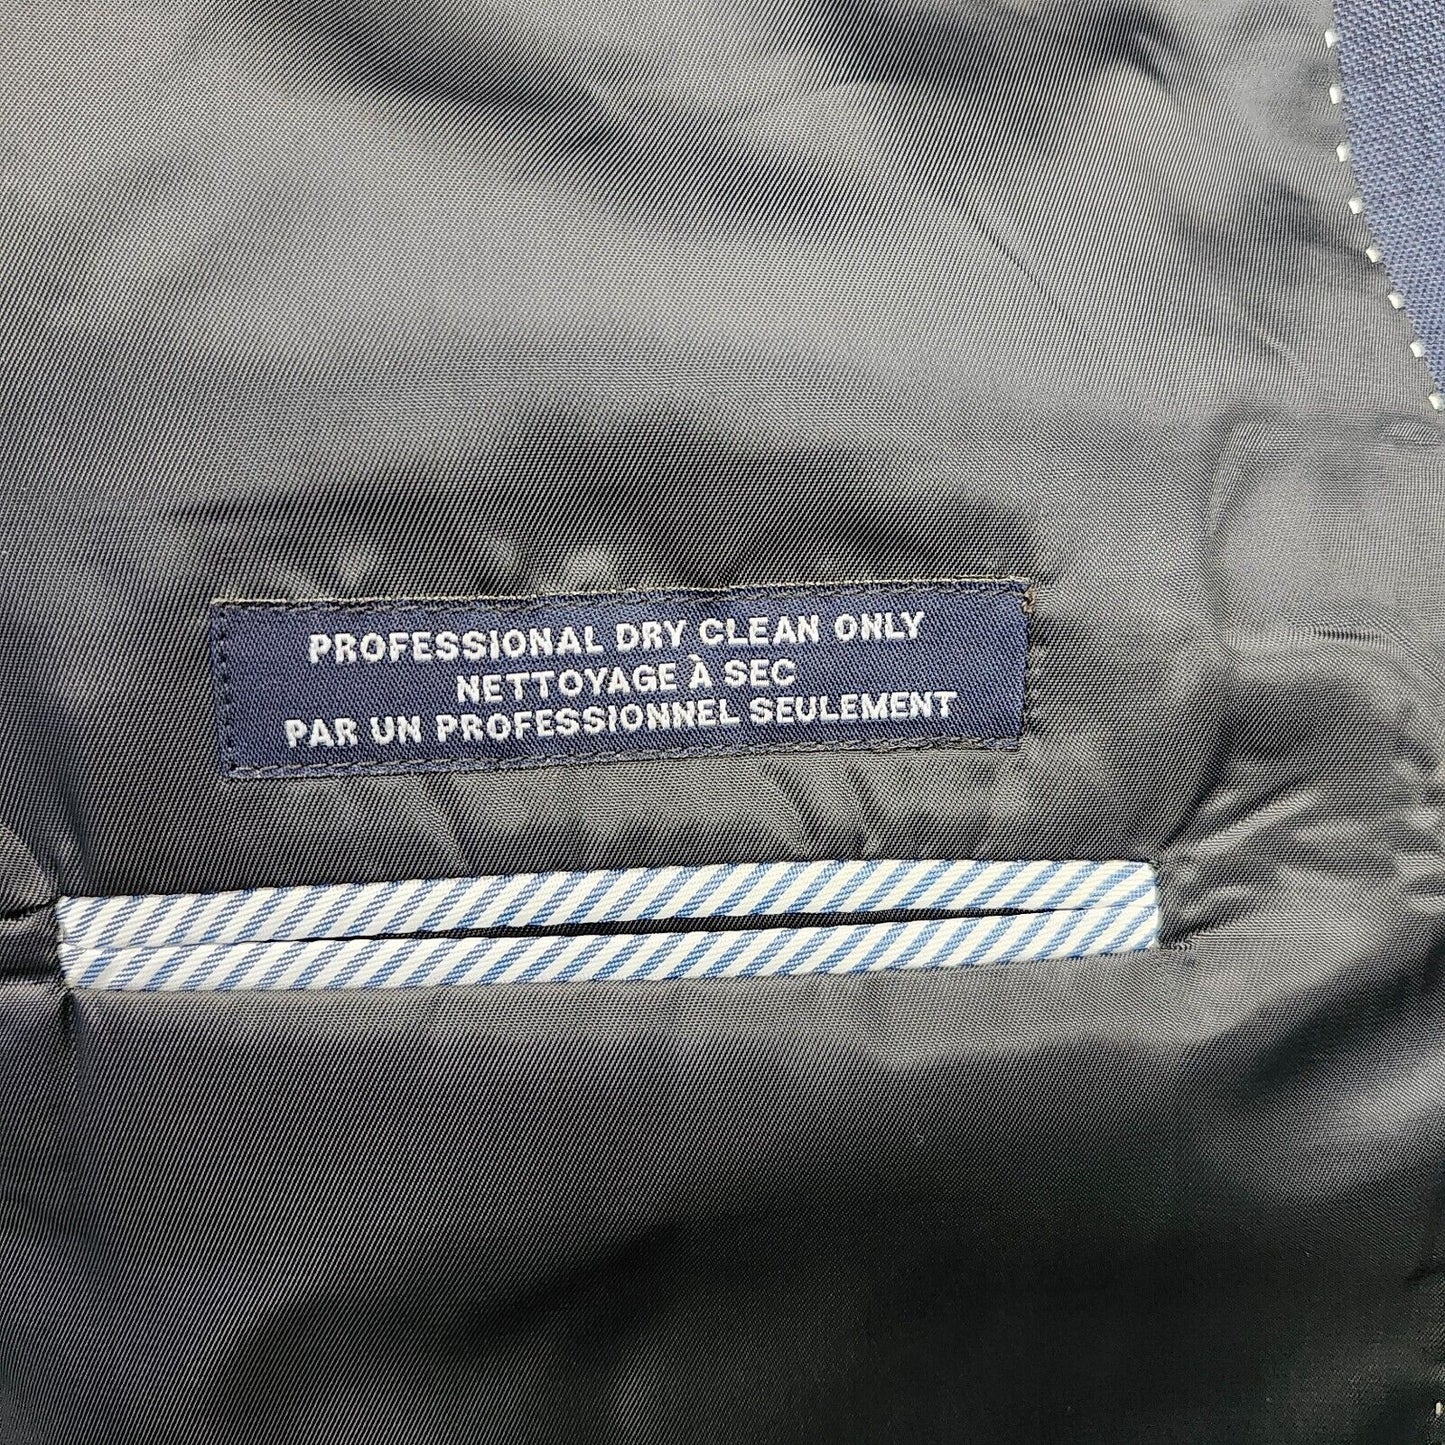 PROFESSIONAL DRY CLEAN ONLY
NETTOYAGE À SEC
PAR UN PROFESSIONNEL SEULEMENT